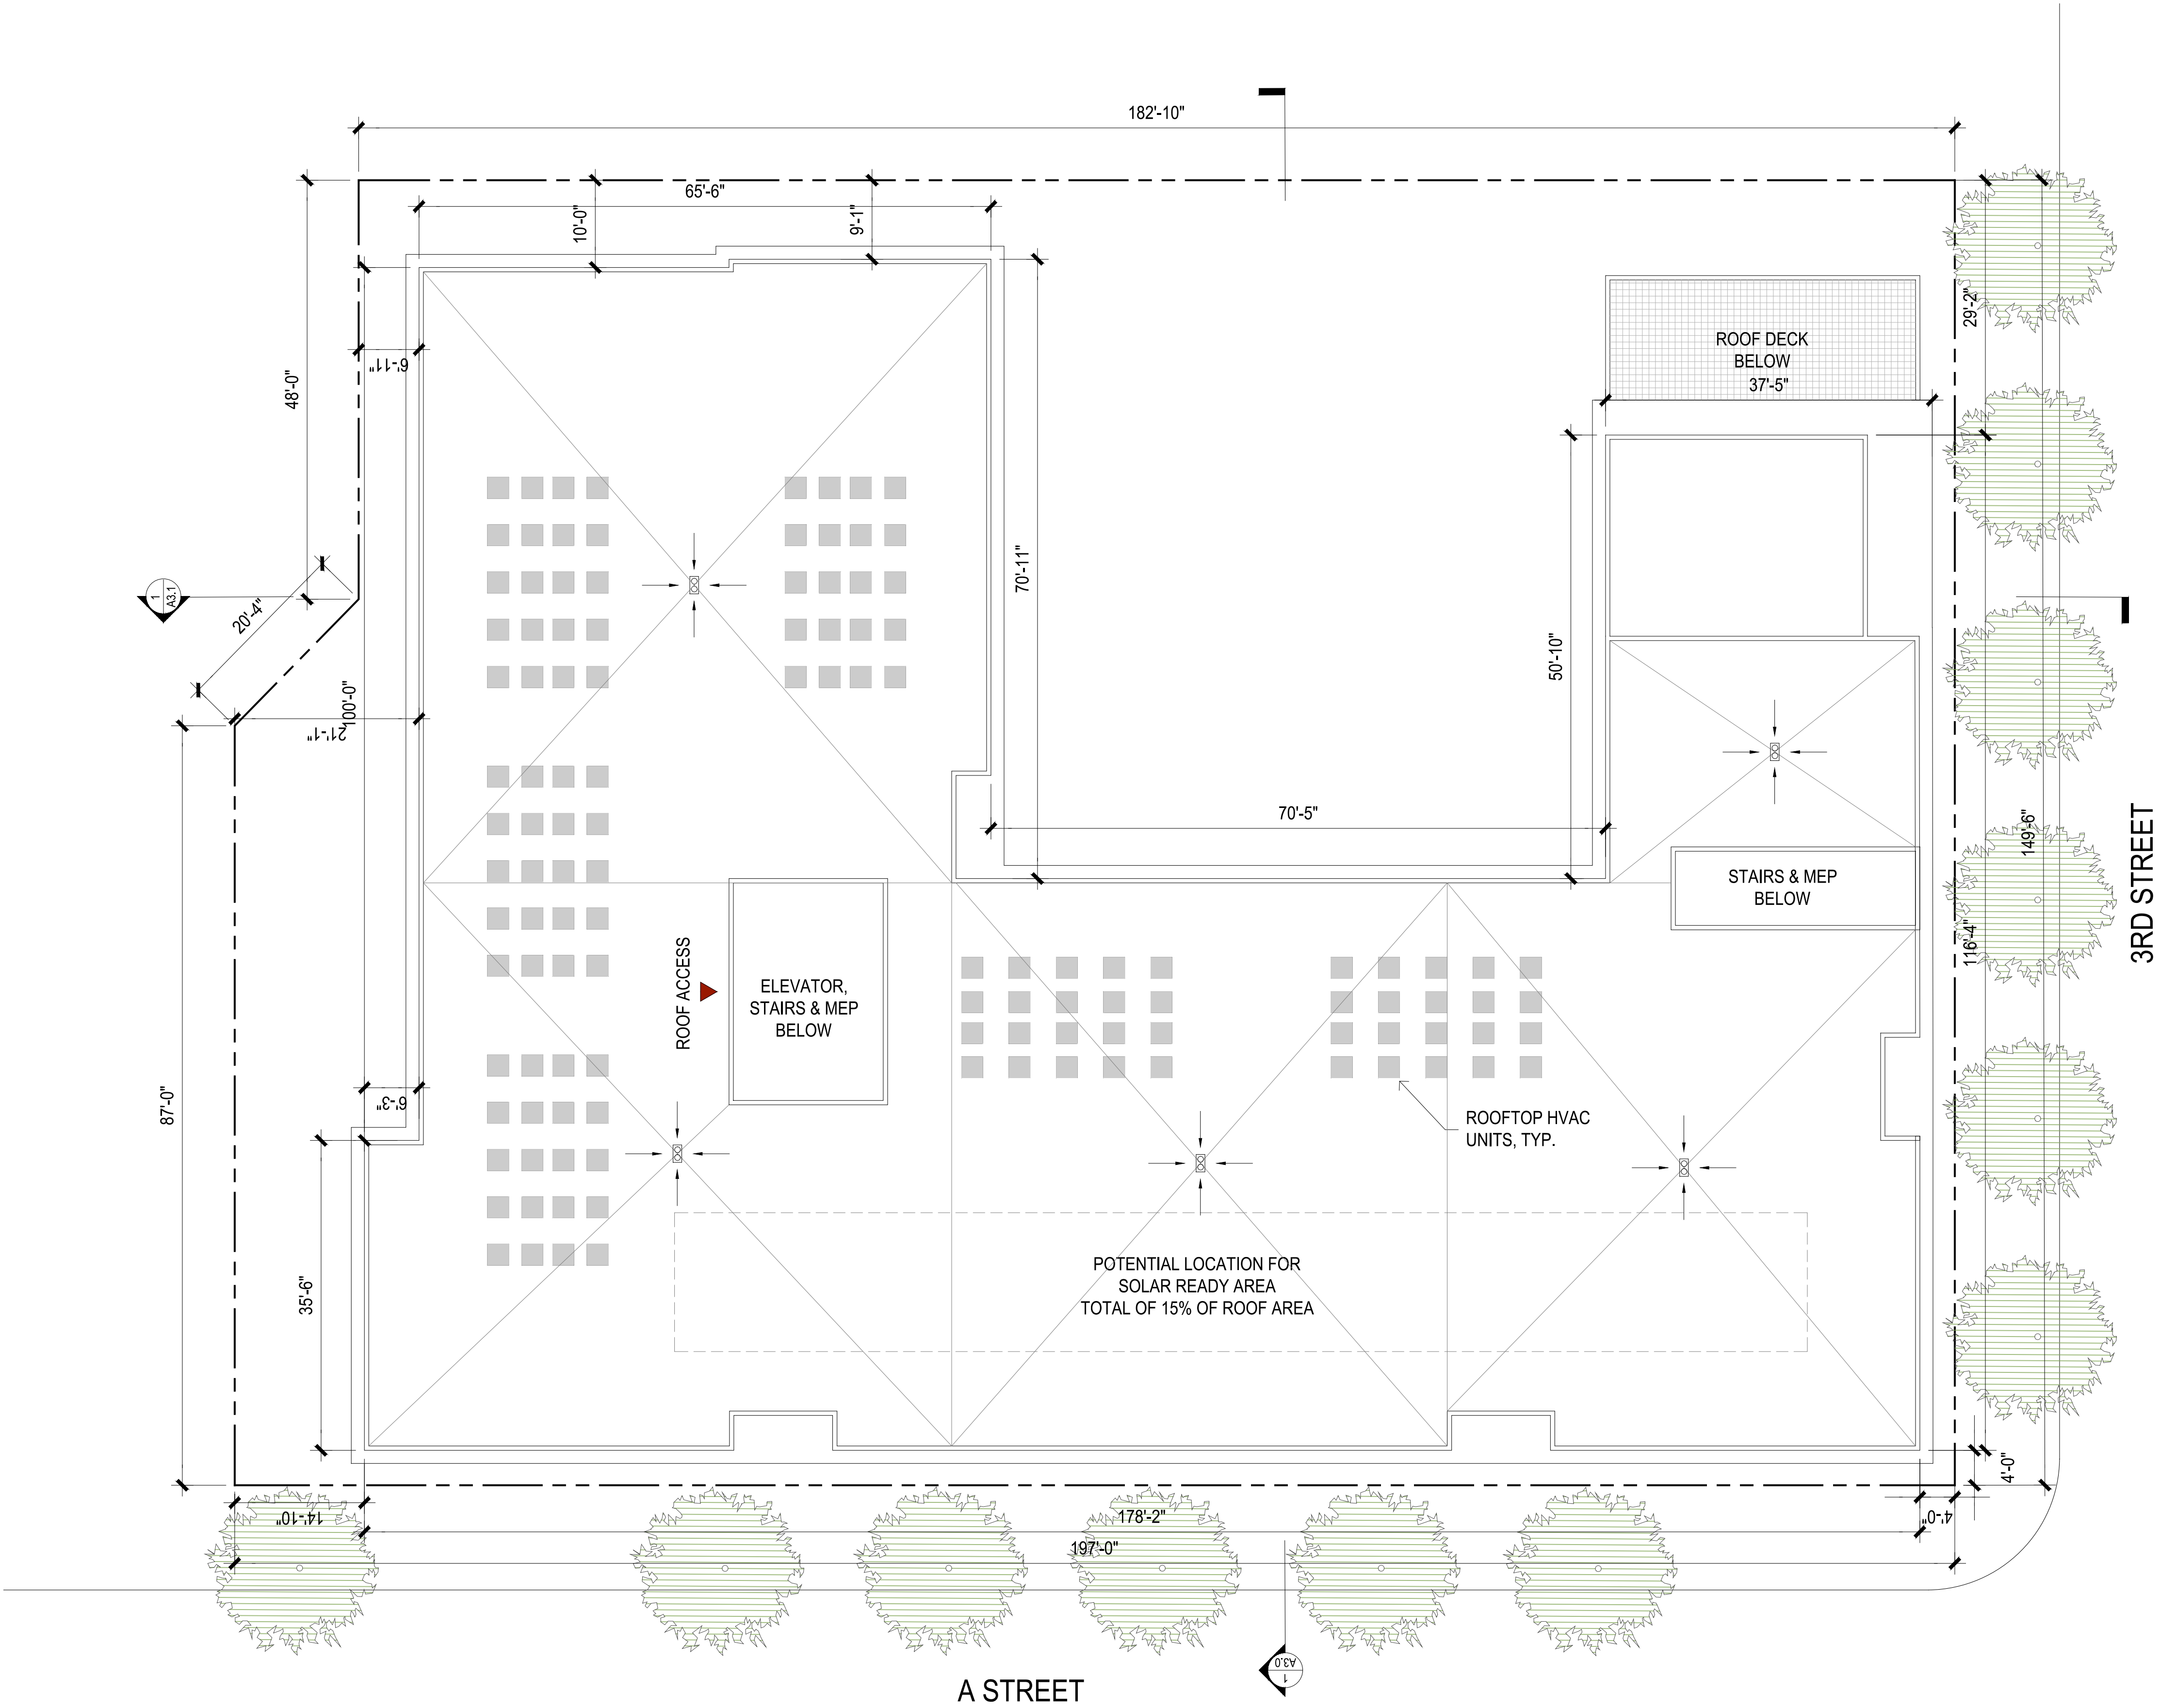 182'-10"
65'-6"
10'-0"
9'-1"
48'-0"
6'-11"
29'-2"
ROOF DECK
BELOW
37'-5"
20'-4"
1
A3.1
100'-0"
21'-1"
70'-11"
50'-10"
70'-5"
149'-6"
3RD STREET
STAIRS & MEP
BELOW
116'-4"
ROOF ACCESS
ELEVATOR,
STAIRS & MEP
BELOW
87'-0"
6'-3"
ROOFTOP HVAC
UNITS, TYP.
35'-6"
POTENTIAL LOCATION FOR
SOLAR READY AREA
TOTAL OF 15% OF ROOF AREA
4'-0"
14'-10"
178'-2"
4'-0"
197'-0"
1
A3.0
A STREET